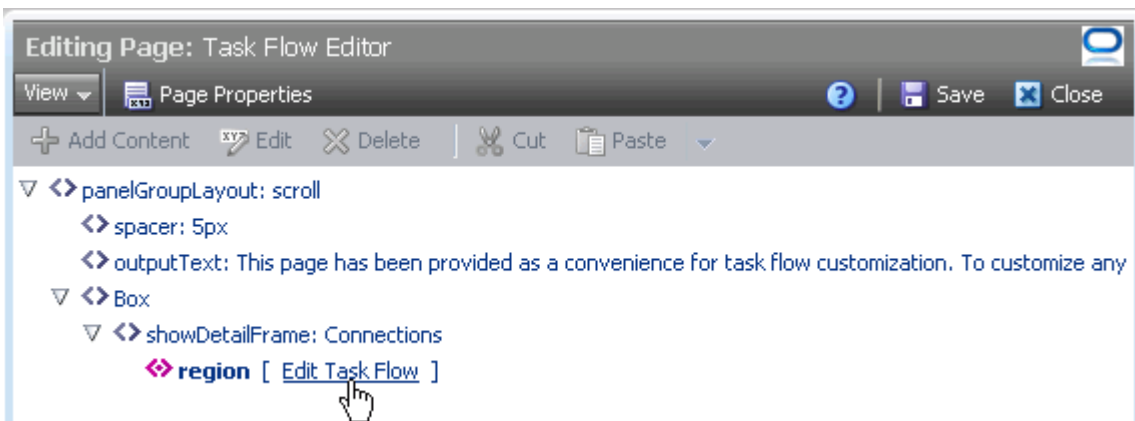 Editing Page: Task Flow Editor
View Page Properties Save Close
Add Content Edit Delete Cut Paste
panelGroupLayout: scroll
spacer: 5px
outputText: This page has been provided as a convenience for task flow customization. To customize any
Box
showDetailFrame: Connections
region [ Edit Task Flow ]